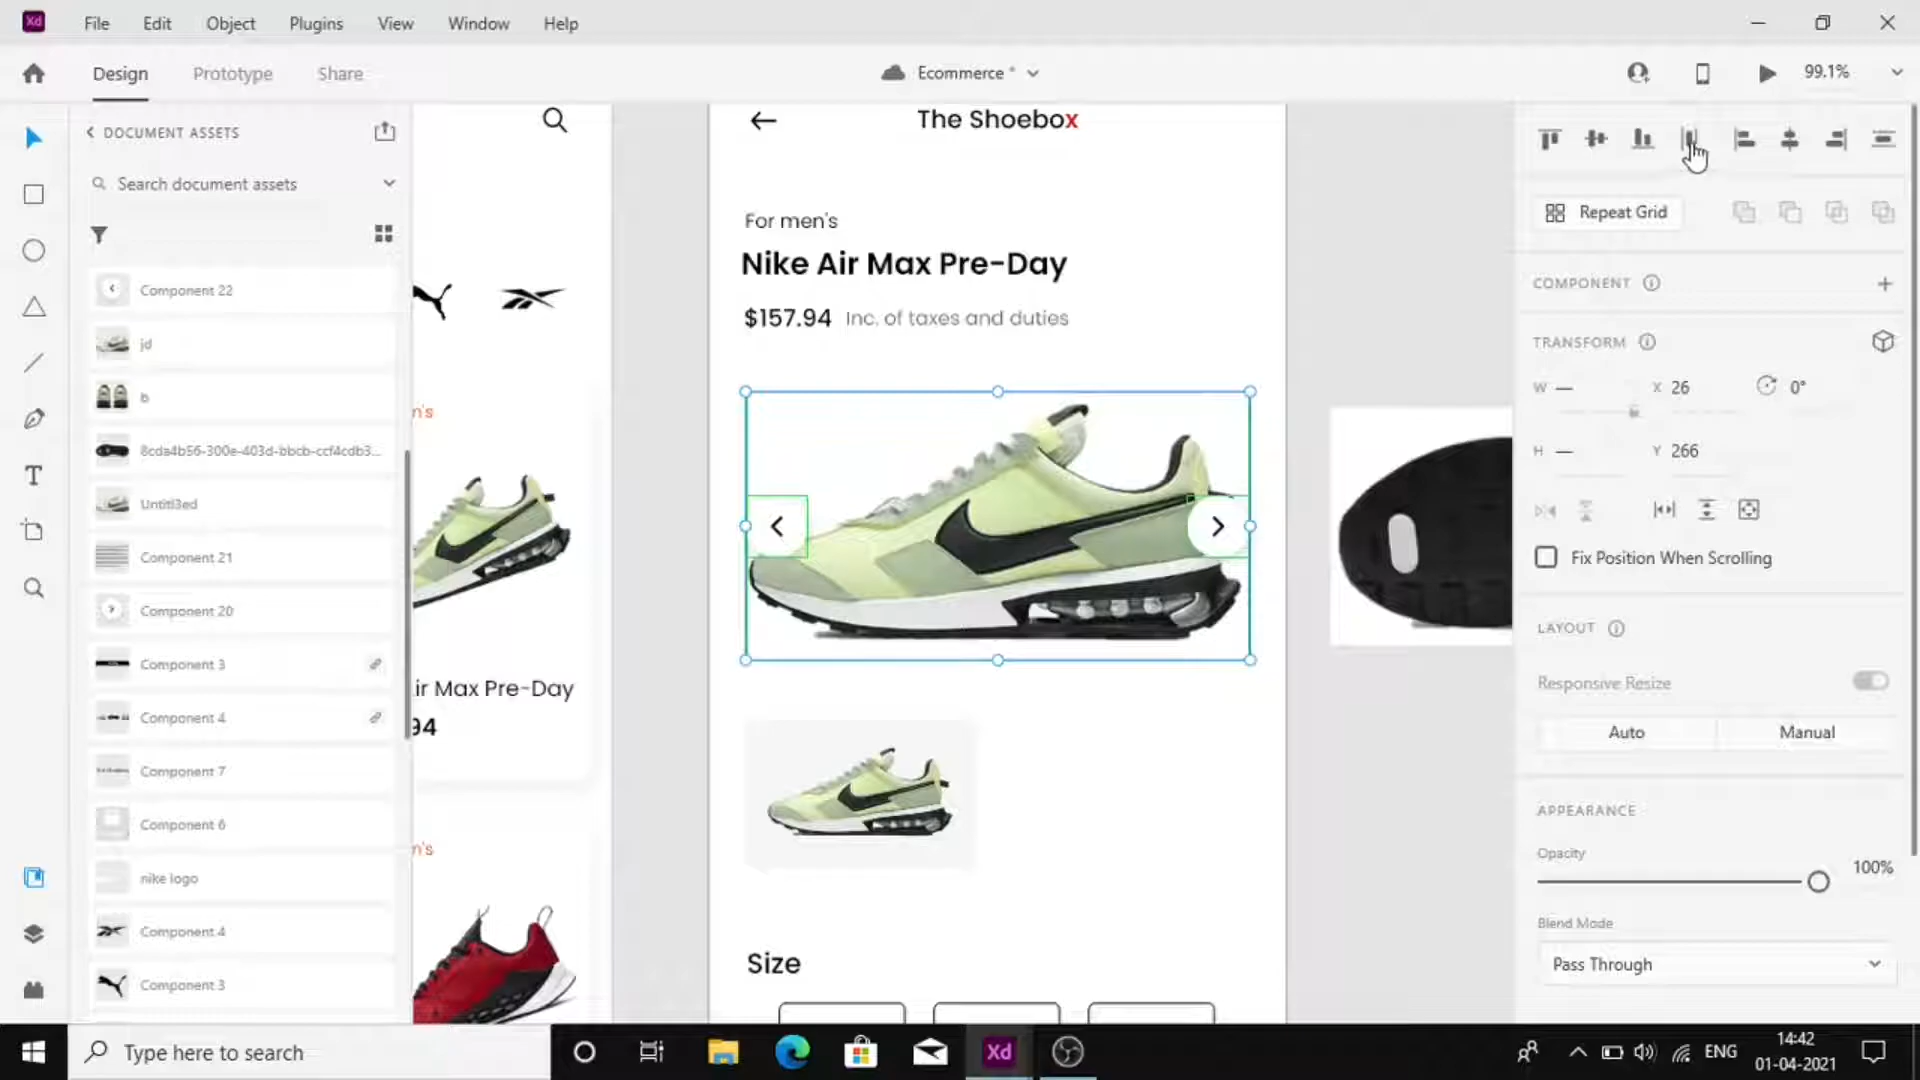 Xd File Edit Object Plugins View Window Help
Design Prototype Share
Ecommerce *
99.1%
DOCUMENT ASSETS
Search document assets
Component 22
jd
b
8cda4b56-300e-403d-bbcb-ccf4cdb3...
Untitl3ed
Component 21
Component 20
Component 3
Component 4
Component 7
Component 6
nike logo
Component 4
Component 3
n's
ir Max Pre-Day
94
n's
The Shoebox
For men's
Nike Air Max Pre-Day
$157.94 Inc. of taxes and duties
Size
Repeat Grid
COMPONENT
TRANSFORM
W — X 26 0°
H — Y 266
Fix Position When Scrolling
LAYOUT
Responsive Resize
Auto Manual
APPEARANCE
Opacity
100%
Blend Mode
Pass Through
Type here to search
Xd
ENG
14:42
01-04-2021